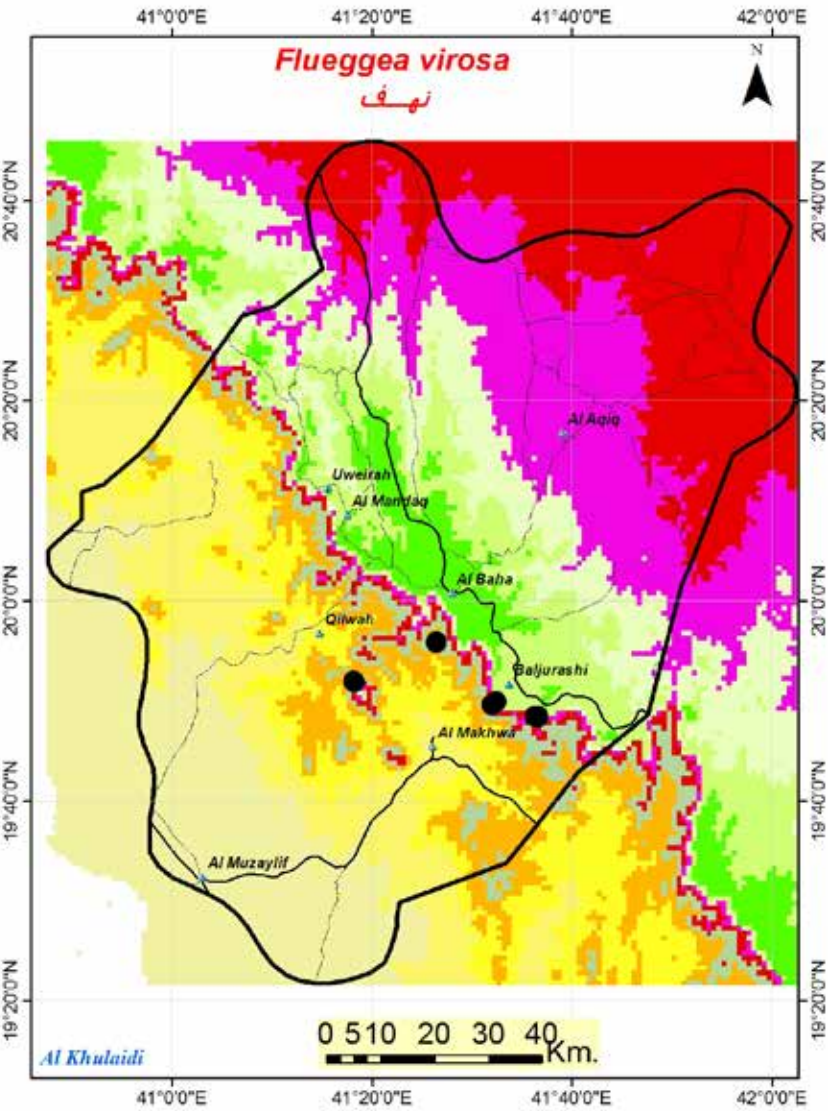 41°0'0"E 41°20'0"E 41°40'0"E 42°0'0"E
Flueggea virosa
نهف
N
20°40'0"N 20°40'0"N
20°20'0"N 20°20'0"N
Al Aqiq
Uweirah
Al Mandaq
20°0'0"N 20°0'0"N
Al Baha
Qilwah
Baljurashi
Al Makhwa
19°40'0"N 19°40'0"N
Al Muzaylif
19°20'0"N 19°20'0"N
0 5 10 20 30 40 Km.
Al Khulaidi
41°0'0"E 41°20'0"E 41°40'0"E 42°0'0"E